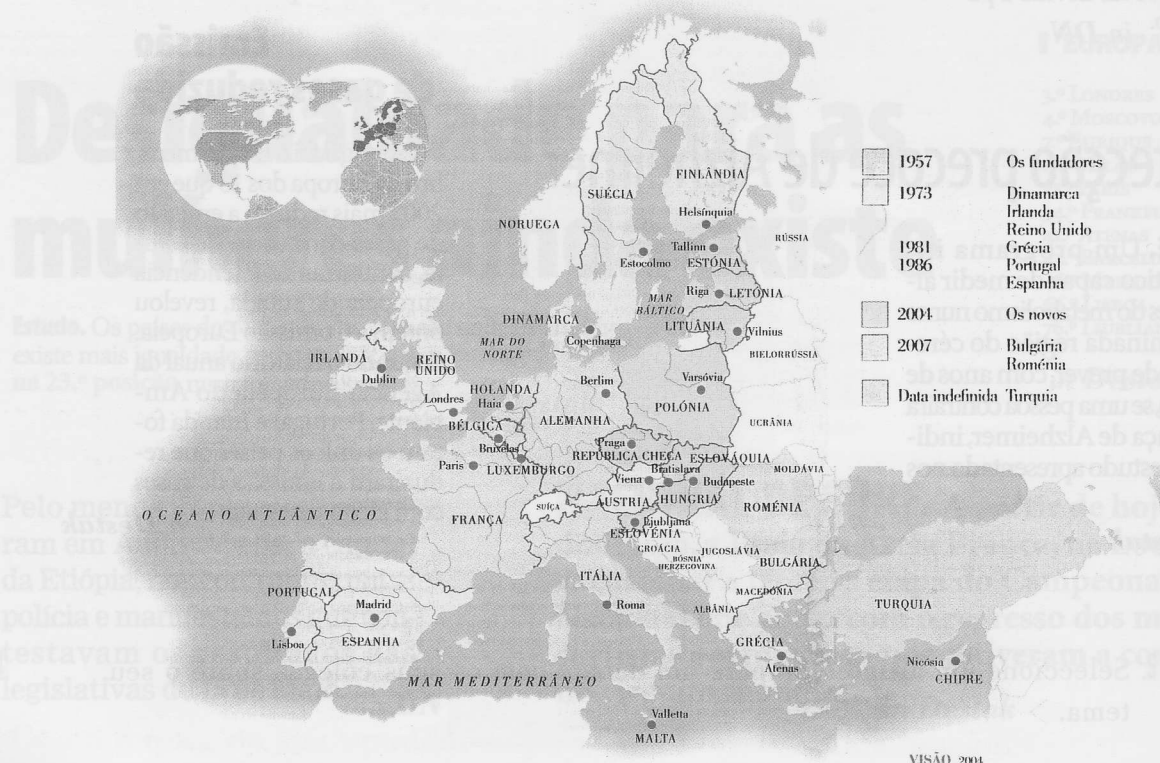 FINLÂNDIA
SUÉCIA
Helsínquia
NORUEGA
RÚSSIA
Tallinn
Estocolmo
ESTÓNIA
Riga
LETÓNIA
MAR
BÁLTICO
DINAMARCA
LITUÂNIA
Vilnius
Copenhaga
MAR DO
NORTE
BIELORRÚSSIA
IRLANDA
REINO
UNIDO
Dublin
HOLANDA
Berlim
Varsóvia
Londres
Haia
POLÓNIA
ALEMANHA
UCRÂNIA
BÉLGICA
Bruxelas
Praga
REPÚBLICA CHECA
ESLOVÁQUIA
Paris
LUXEMBURGO
Bratislava
MOLDÁVIA
Viena
Budapeste
ÁUSTRIA
HUNGRIA
ROMÉNIA
OCEANO ATLÂNTICO
FRANÇA
SUÍÇA
Ljubljana
ESLOVÉNIA
CROÁCIA
JUGOSLÁVIA
BÓSNIA
HERZEGOVINA
BULGÁRIA
ITÁLIA
PORTUGAL
MACEDÓNIA
Madrid
Roma
ALBÂNIA
TURQUIA
Lisboa
ESPANHA
GRÉCIA
Atenas
Nicósia
CHIPRE
MAR MEDITERRÂNEO
Valletta
MALTA
1957 Os fundadores
1973 Dinamarca
Irlanda
Reino Unido
1981 Grécia
1986 Portugal
Espanha
2004 Os novos
2007 Bulgária
Roménia
Data indefinida Turquia
VISÃO 2004